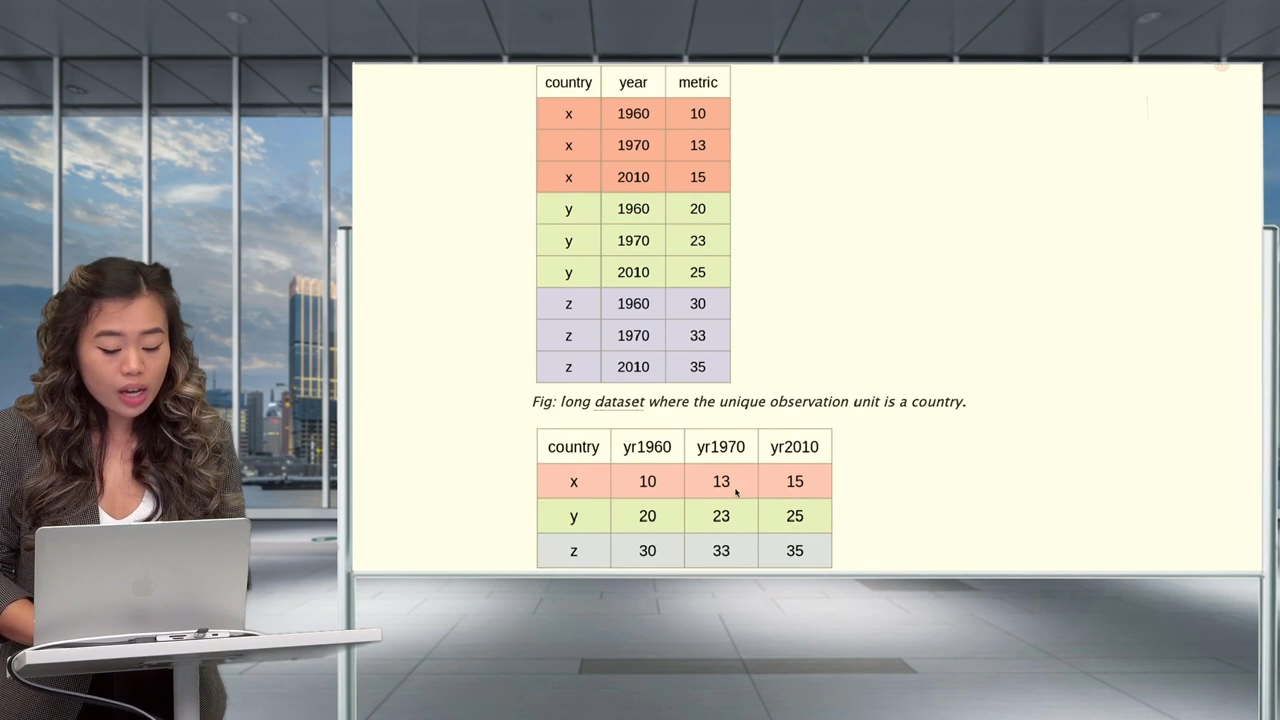 country year metric
x 1960 10
x 1970 13
x 2010 15
y 1960 20
y 1970 23
y 2010 25
z 1960 30
z 1970 33
z 2010 35
Fig: long dataset where the unique observation unit is a country.
country yr1960 yr1970 yr2010
x 10 13 15
y 20 23 25
z 30 33 35